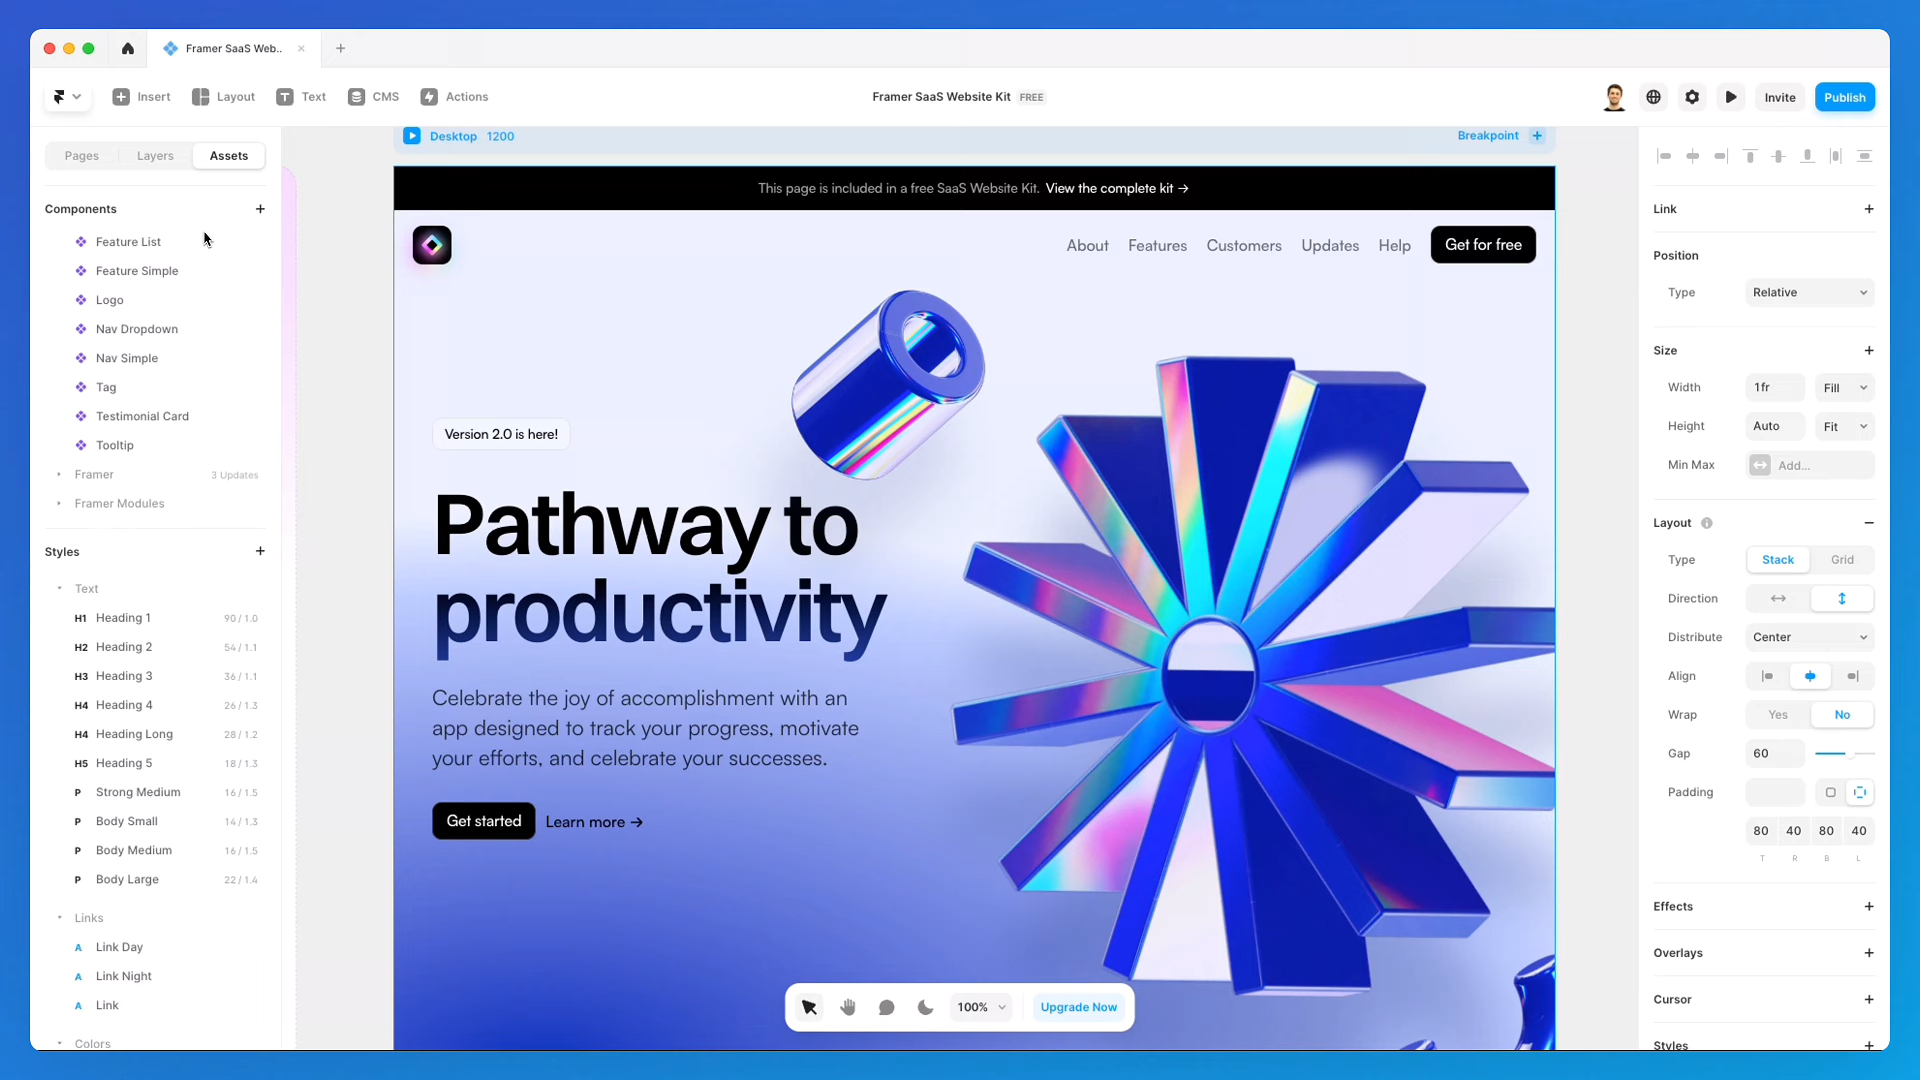 Framer SaaS Web..
Insert
Layout
Text
CMS
Actions
Framer SaaS Website Kit FREE
Invite
Publish
Pages
Layers
Assets
Components
Feature List
Feature Simple
Logo
Nav Dropdown
Nav Simple
Tag
Testimonial Card
Tooltip
Framer 3 Updates
Framer Modules
Styles
Text
H1 Heading 1 90 / 1.0
H2 Heading 2 54 / 1.1
H3 Heading 3 36 / 1.1
H4 Heading 4 26 / 1.3
H4 Heading Long 28 / 1.2
H5 Heading 5 18 / 1.3
P Strong Medium 16 / 1.5
P Body Small 14 / 1.3
P Body Medium 16 / 1.5
P Body Large 22 / 1.4
Links
A Link Day
A Link Night
A Link
Colors
Desktop 1200
Breakpoint +
This page is included in a free SaaS Website Kit. View the complete kit →
About
Features
Customers
Updates
Help
Get for free
Version 2.0 is here!
Pathway to
productivity
Celebrate the joy of accomplishment with an
app designed to track your progress, motivate
your efforts, and celebrate your successes.
Get started
Learn more →
100%
Upgrade Now
Link
Position
Type Relative
Size
Width 1fr Fill
Height Auto Fit
Min Max Add...
Layout
Type Stack Grid
Direction
Distribute Center
Align
Wrap Yes No
Gap 60
Padding
80 40 80 40
T R B L
Effects
Overlays
Cursor
Styles